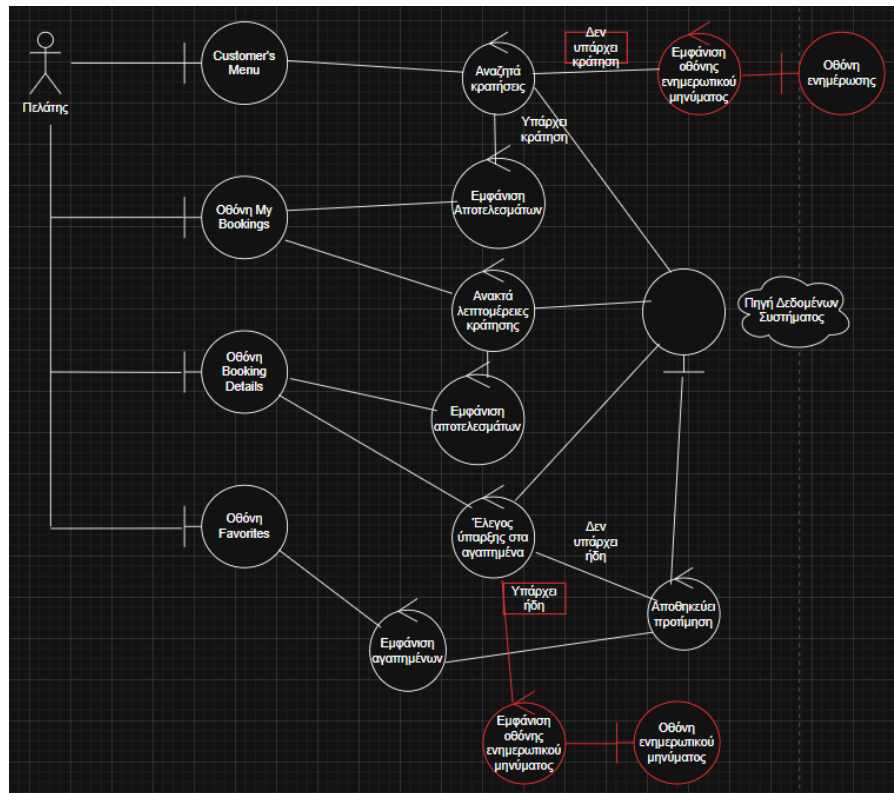 Πελάτης
Customer's
Menu
Αναζητά
κρατήσεις
Δεν
υπάρχει
κράτηση
Εμφάνιση
οθόνης
ενημερωτικού
μηνύματος
Οθόνη
ενημέρωσης
Υπάρχει
κράτηση
Οθόνη My
Bookings
Εμφάνιση
Αποτελεσμάτων
Ανακτά
λεπτομέρειες
κράτησης
Πηγή Δεδομένων
Συστήματος
Οθόνη
Booking
Details
Εμφάνιση
αποτελεσμάτων
Οθόνη
Favorites
Έλεγος
ύπαρξης στα
αγαπημένα
Δεν
υπάρχει
ήδη
Υπάρχει
ήδη
Αποθηκεύει
προτίμηση
Εμφάνιση
αγαπημένων
Εμφάνιση
οθόνης
ενημερωτικού
μηνύματος
Οθόνη
ενημερωτικού
μηνύματος